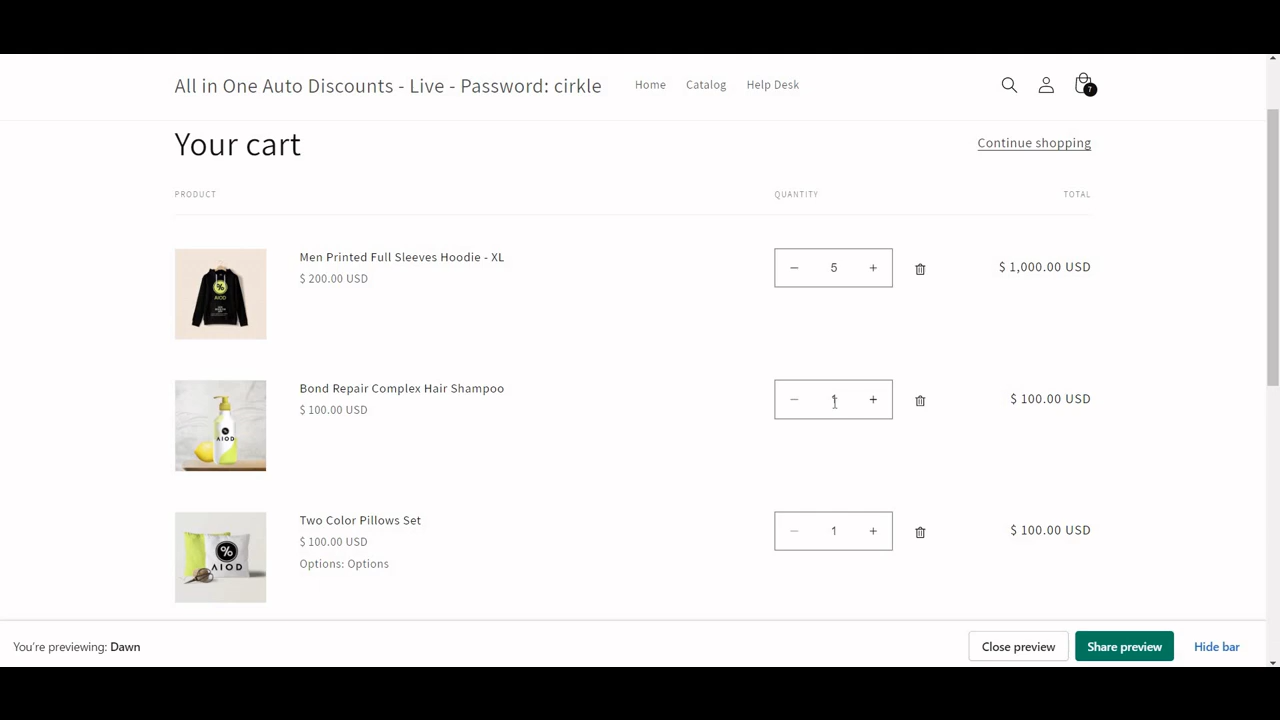 All in One Auto Discounts - Live - Password: cirkle
Home
Catalog
Help Desk
7
Your cart
Continue shopping
PRODUCT
QUANTITY
TOTAL
Men Printed Full Sleeves Hoodie - XL
$ 200.00 USD
− 5 +
$ 1,000.00 USD
% 
AIOD
Bond Repair Complex Hair Shampoo
$ 100.00 USD
− 1 +
$ 100.00 USD
AIOD
Two Color Pillows Set
$ 100.00 USD
Options: Options
− 1 +
$ 100.00 USD
%
AIOD
You're previewing: Dawn
Close preview
Share preview
Hide bar